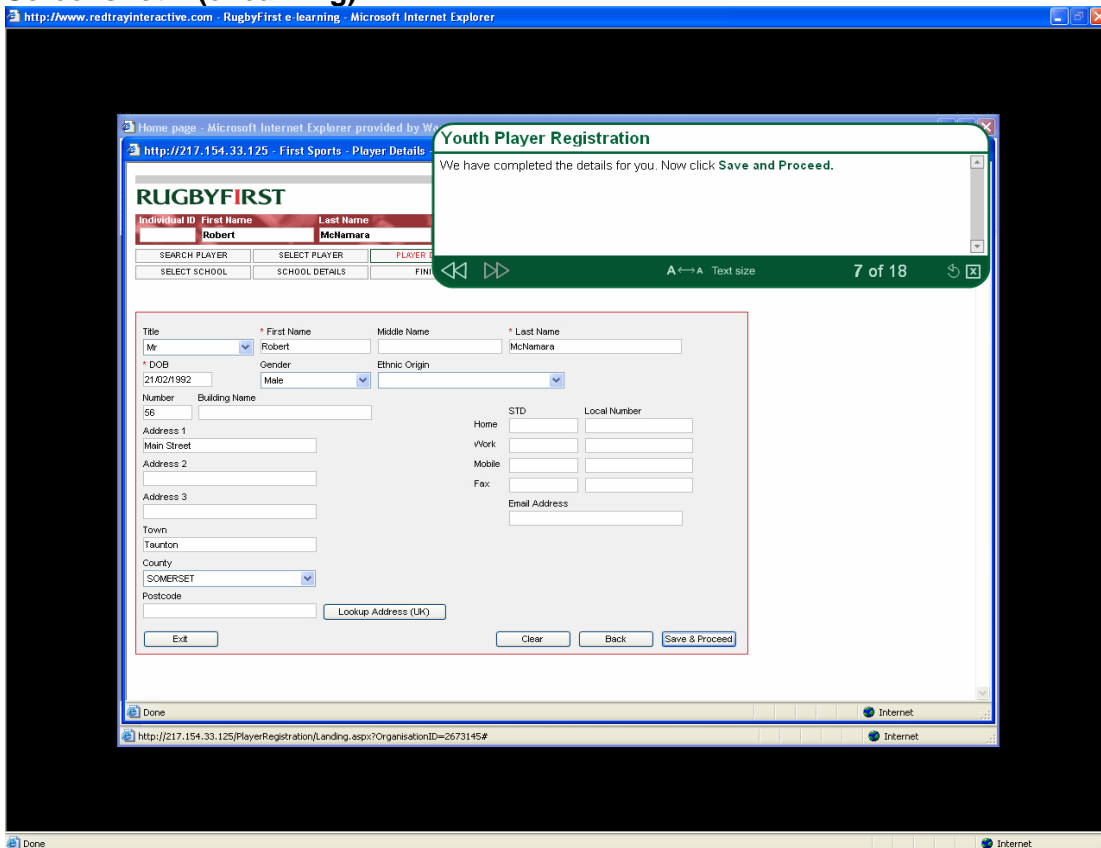 http://www.redtrayinteractive.com - RugbyFirst e-learning - Microsoft Internet Explorer
Home page - Microsoft Internet Explorer provided by
http://217.154.33.125 - First Sports - Player Details -
Youth Player Registration
We have completed the details for you. Now click Save and Proceed.
A↔A Text size 7 of 18
RUGBYFIRST
Individual ID First Name Last Name
Robert McNamara
SEARCH PLAYER SELECT PLAYER PLAYER
SELECT SCHOOL SCHOOL DETAILS
Title * First Name Middle Name * Last Name
Mr Robert McNamara
* DOB Gender Ethnic Origin
21/02/1992 Male
Number Building Name
56
STD Local Number
Home
Address 1
Main Street
Work
Address 2
Mobile
Fax
Address 3
Email Address
Town
Taunton
County
SOMERSET
Postcode
Lookup Address (UK)
Exit Clear Back Save & Proceed
Done Internet
http://217.154.33.125/PlayerRegistration/Landing.aspx?OrganisationID=2673145# Internet
Done Internet